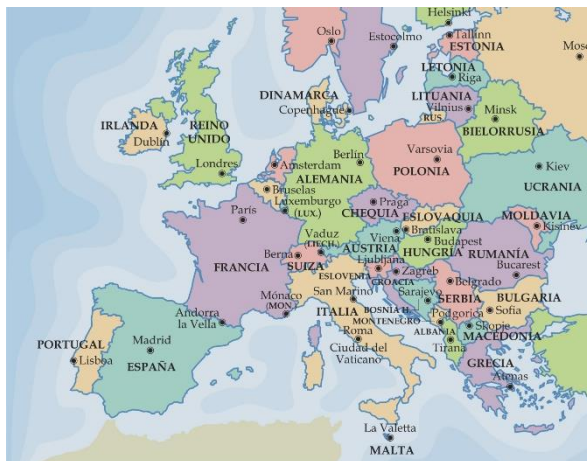 Helsinki
Oslo
Estocolmo
Tallinn
ESTONIA
Mosc
LETONIA
Riga
DINAMARCA
Copenhague
LITUANIA
Vilnius
RUS.
Minsk
BIELORRUSIA
IRLANDA
Dublín
REINO
UNIDO
Londres
Amsterdam
Berlín
ALEMANIA
Varsovia
POLONIA
Kiev
UCRANIA
Bruselas
Luxemburgo
(LUX.)
Praga
CHEQUIA
ESLOVAQUIA
Bratislava
MOLDAVIA
Kisinev
París
Viena
AUSTRIA
Budapest
HUNGRÍA
Vaduz
(LIECH.)
Berna
SUIZA
FRANCIA
Ljubljana
ESLOVENIA
Zagreb
CROACIA
RUMANÍA
Bucarest
Belgrado
SERBIA
San Marino
Sarajevo
BOSNIA H.
Mónaco
(MON.)
ITALIA
MONTENEGRO
Podgorica
BULGARIA
Sofía
Andorra
la Vella
Roma
Ciudad del
Vaticano
ALBANIA
Tirana
Skopje
MACEDONIA
PORTUGAL
Lisboa
Madrid
ESPAÑA
GRECIA
Atenas
La Valetta
MALTA